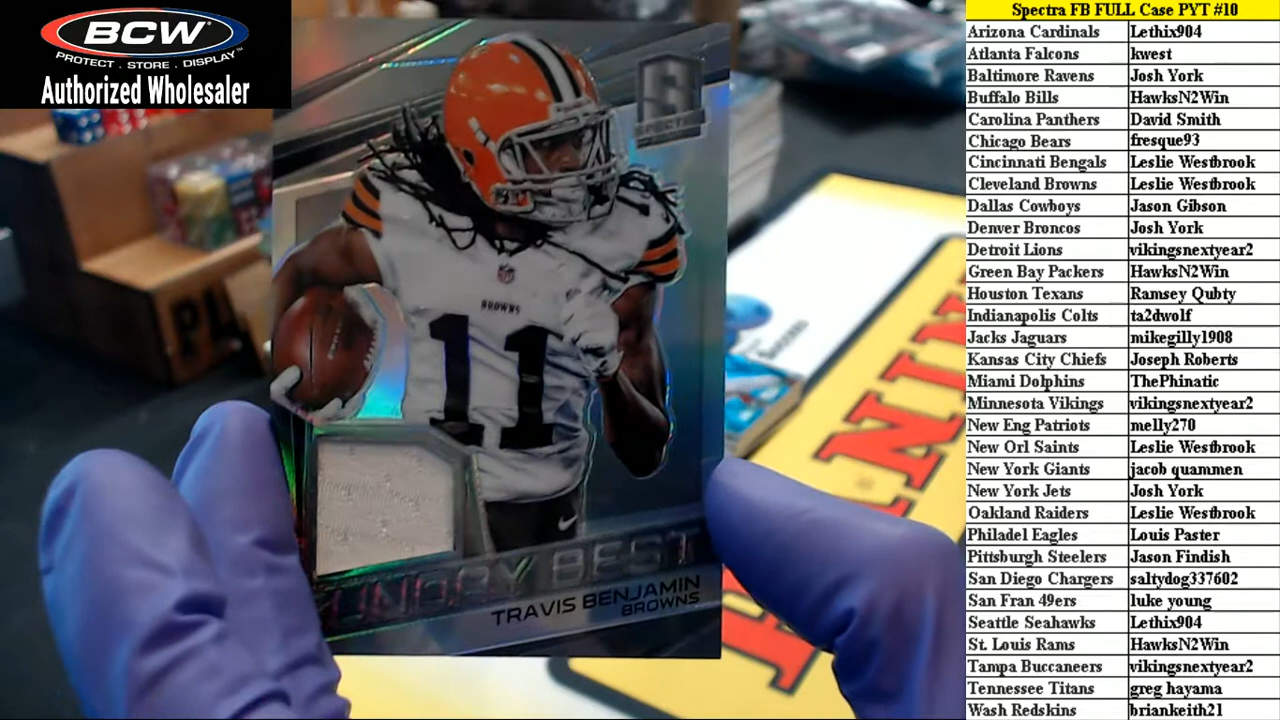 BCW
PROTECT . STORE . DISPLAY™
Authorized Wholesaler
SPECTRA
BROWNS
11
11
SUNDAY BEST
TRAVIS BENJAMIN
BROWNS
Spectra FB FULL Case PYT #10
Arizona Cardinals Lethix904
Atlanta Falcons kwest
Baltimore Ravens Josh York
Buffalo Bills HawksN2Win
Carolina Panthers David Smith
Chicago Bears fresque93
Cincinnati Bengals Leslie Westbrook
Cleveland Browns Leslie Westbrook
Dallas Cowboys Jason Gibson
Denver Broncos Josh York
Detroit Lions vikingsnextyear2
Green Bay Packers HawksN2Win
Houston Texans Ramsey Qubty
Indianapolis Colts ta2dwolf
Jacks Jaguars mikegilly1908
Kansas City Chiefs Joseph Roberts
Miami Dolphins ThePhinatic
Minnesota Vikings vikingsnextyear2
New Eng Patriots melly270
New Orl Saints Leslie Westbrook
New York Giants jacob quammen
New York Jets Josh York
Oakland Raiders Leslie Westbrook
Philadel Eagles Louis Paster
Pittsburgh Steelers Jason Findish
San Diego Chargers saltydog337602
San Fran 49ers luke young
Seattle Seahawks Lethix904
St. Louis Rams HawksN2Win
Tampa Buccaneers vikingsnextyear2
Tennessee Titans greg hayama
Wash Redskins briankeith21